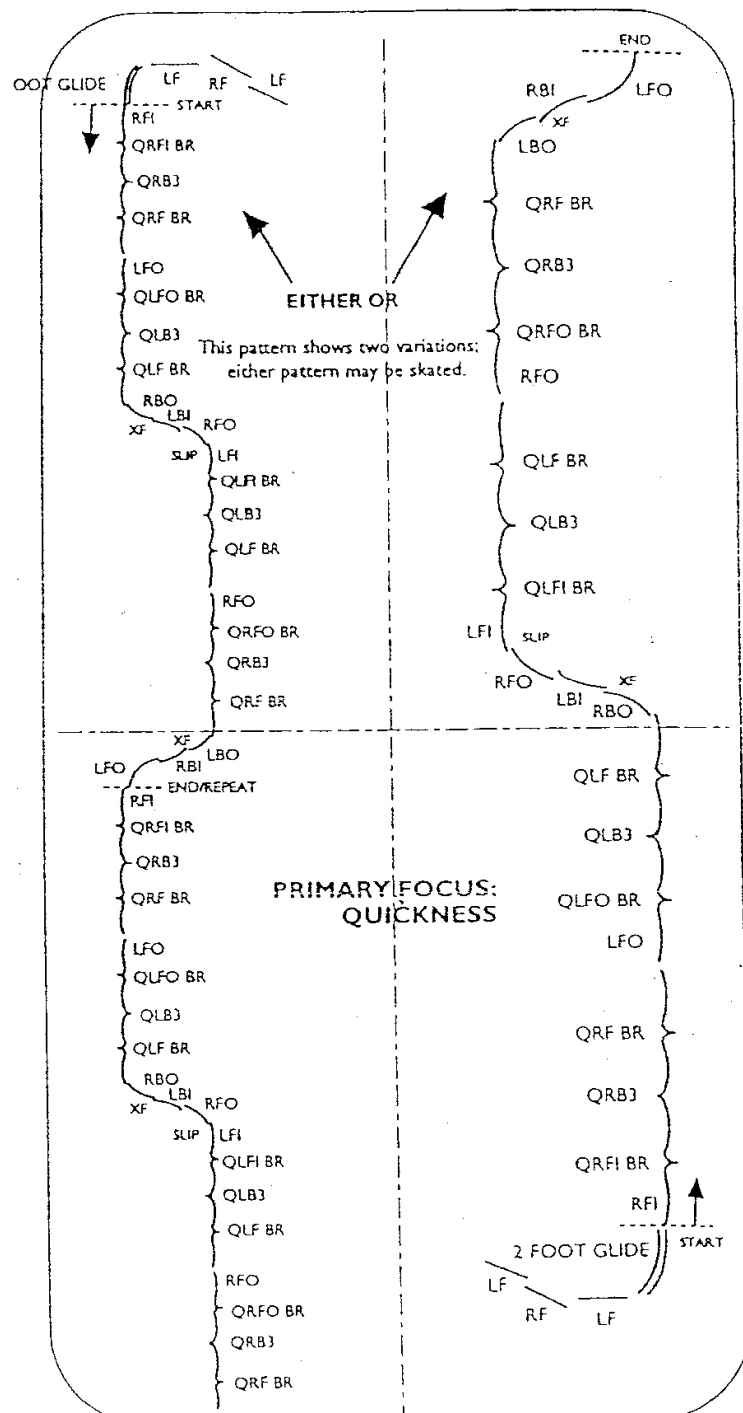 LF RF LF
OOT GLIDE
START
RFI
QRFI BR
QRB3
QRF BR
LFO
QLFO BR
QLB3
QLF BR
RBO
XF
LBI
RFO
SLIP
LFI
QLFI BR
QLB3
QLF BR
RFO
QRFO BR
QRB3
QRF BR
XF
LBO
RBI
LFO
END/REPEAT
RFI
QRFI BR
QRB3
QRF BR
LFO
QLFO BR
QLB3
QLF BR
RBO
XF
LBI
RFO
SLIP
LFI
QLFI BR
QLB3
QLF BR
RFO
QRFO BR
QRB3
QRF BR
EITHER OR
This pattern shows two variations;
either pattern may be skated.
PRIMARY FOCUS:
QUICKNESS
END
RBI
LFO
XF
LBO
QRF BR
QRB3
QRFO BR
RFO
QLF BR
QLB3
QLFI BR
LFI
SLIP
RFO
LBI
XF
RBO
QLF BR
QLB3
QLFO BR
LFO
QRF BR
QRB3
QRFI BR
RFI
START
2 FOOT GLIDE
LF
RF
LF